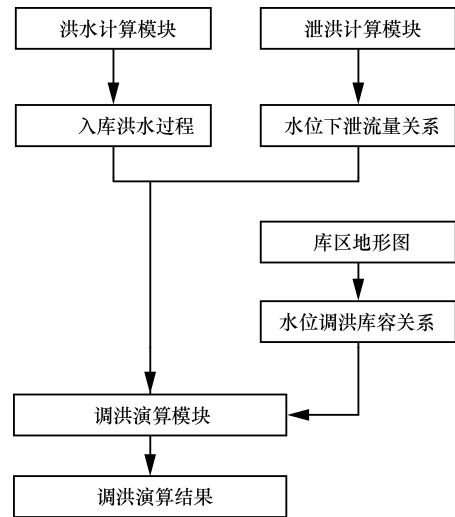 洪水计算模块
泄洪计算模块
入库洪水过程
水位下泄流量关系
库区地形图
水位调洪库容关系
调洪演算模块
调洪演算结果